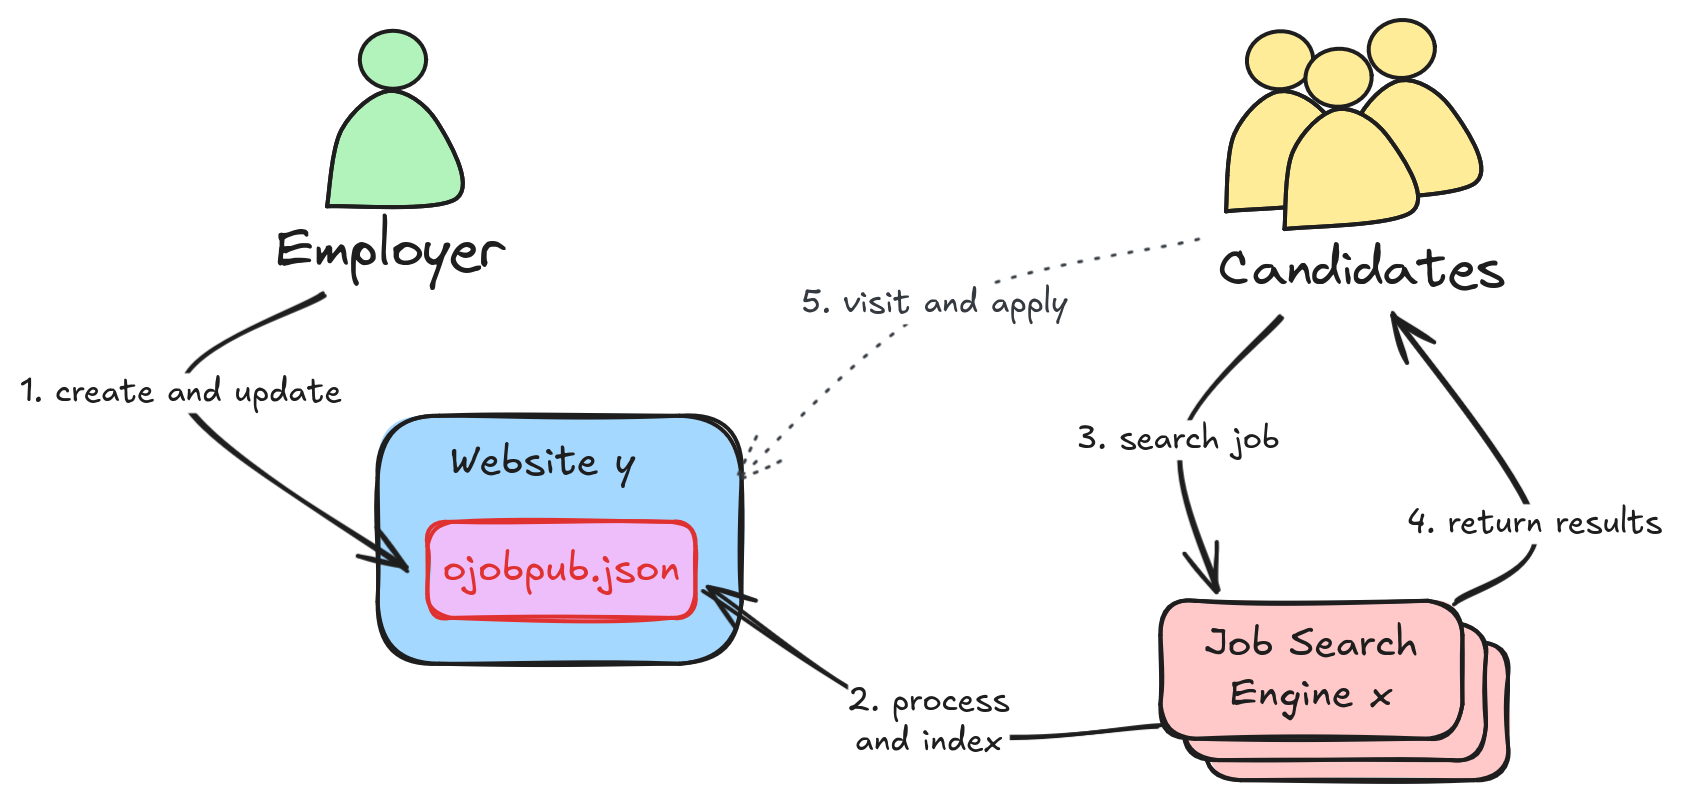 Employer
Candidates
5. visit and apply
1. create and update
Website y
3. search job
4. return results
ojobpub.json
Job Search
Engine x
2. process
and index